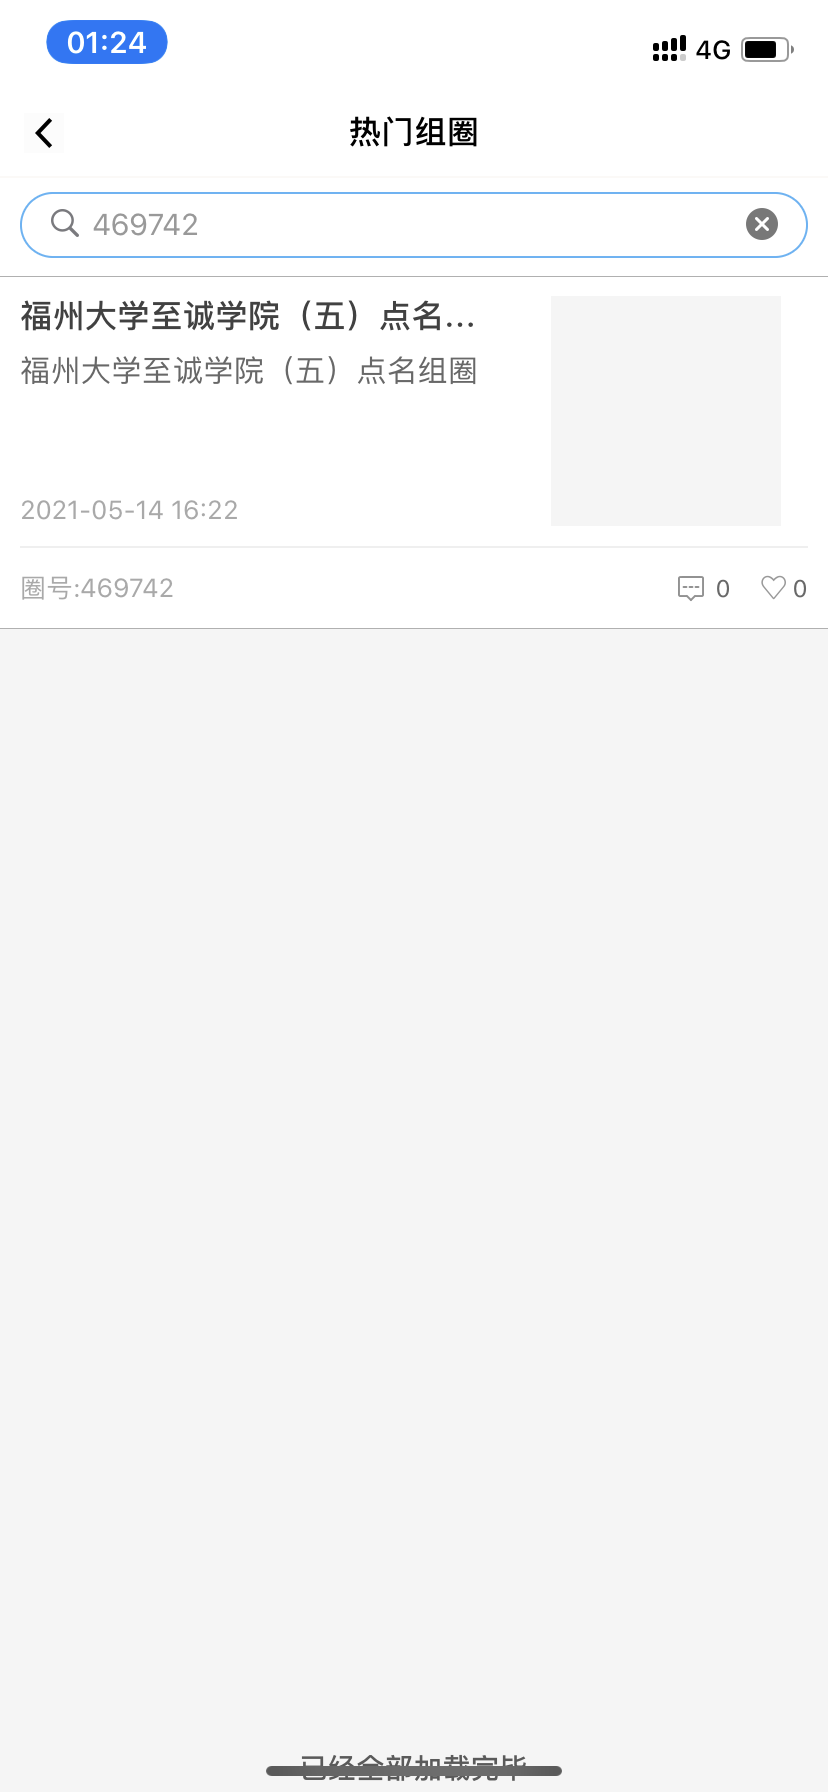 01:24
4G
热门组圈
469742
福州大学至诚学院（五）点名...
福州大学至诚学院（五）点名组圈
2021-05-14 16:22
圈号:469742
0
0
已经全部加载完毕